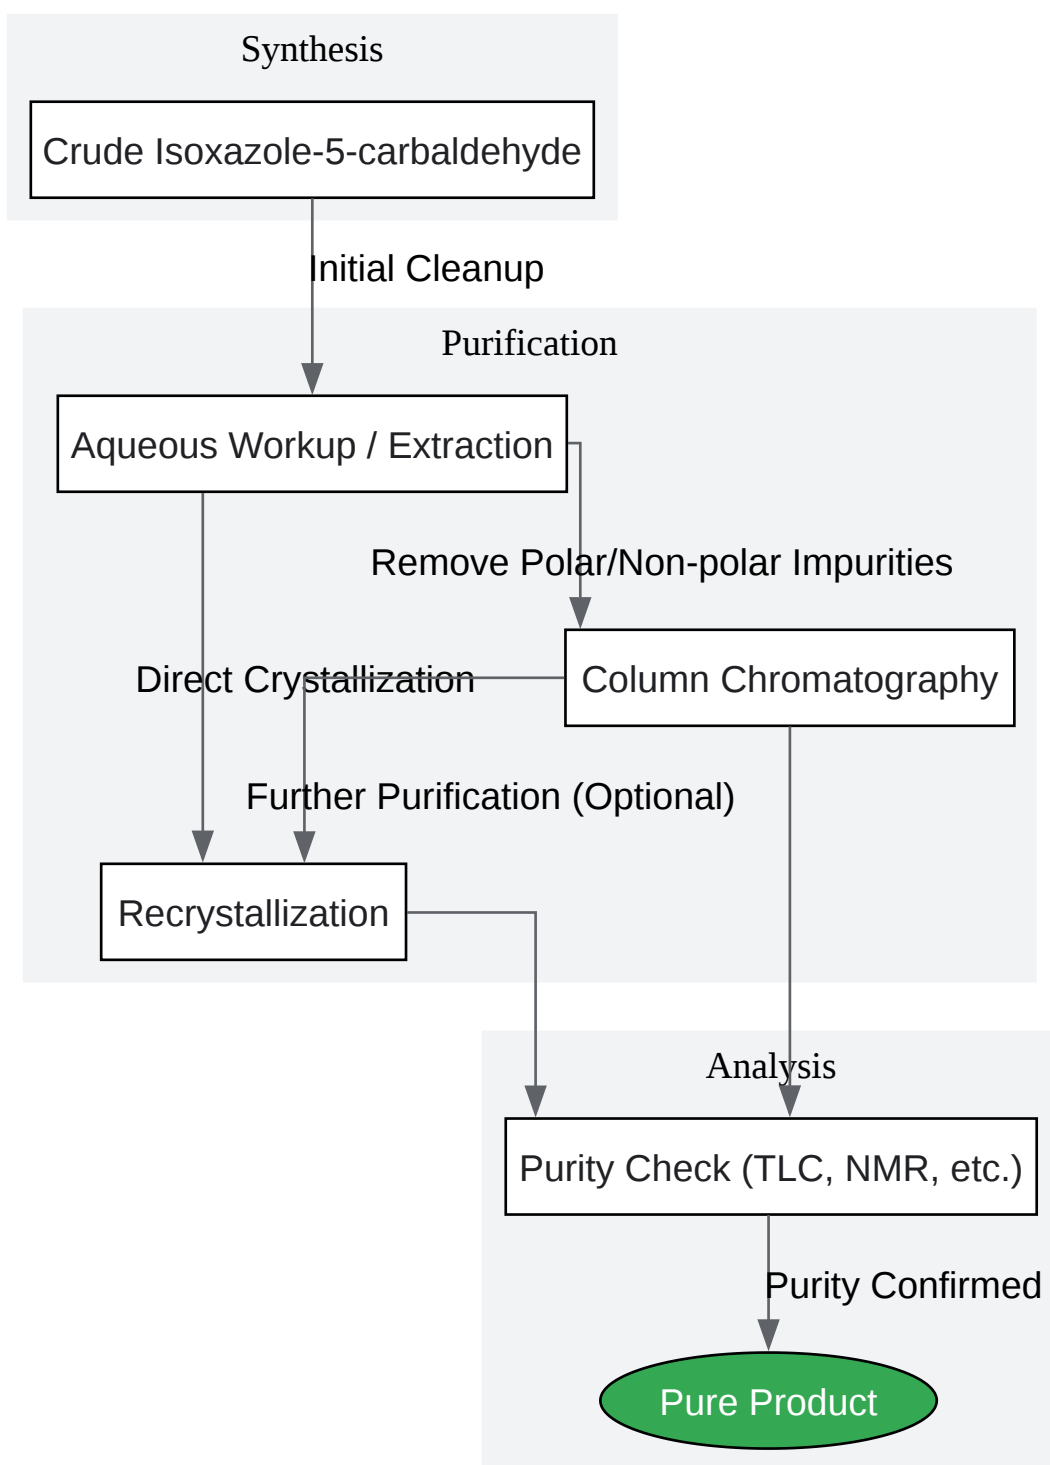 Synthesis
Crude Isoxazole-5-carbaldehyde
Initial Cleanup
Purification
Aqueous Workup / Extraction
Remove Polar/Non-polar Impurities
Direct Crystallization
Column Chromatography
Further Purification (Optional)
Recrystallization
Analysis
Purity Check (TLC, NMR, etc.)
Purity Confirmed
Pure Product